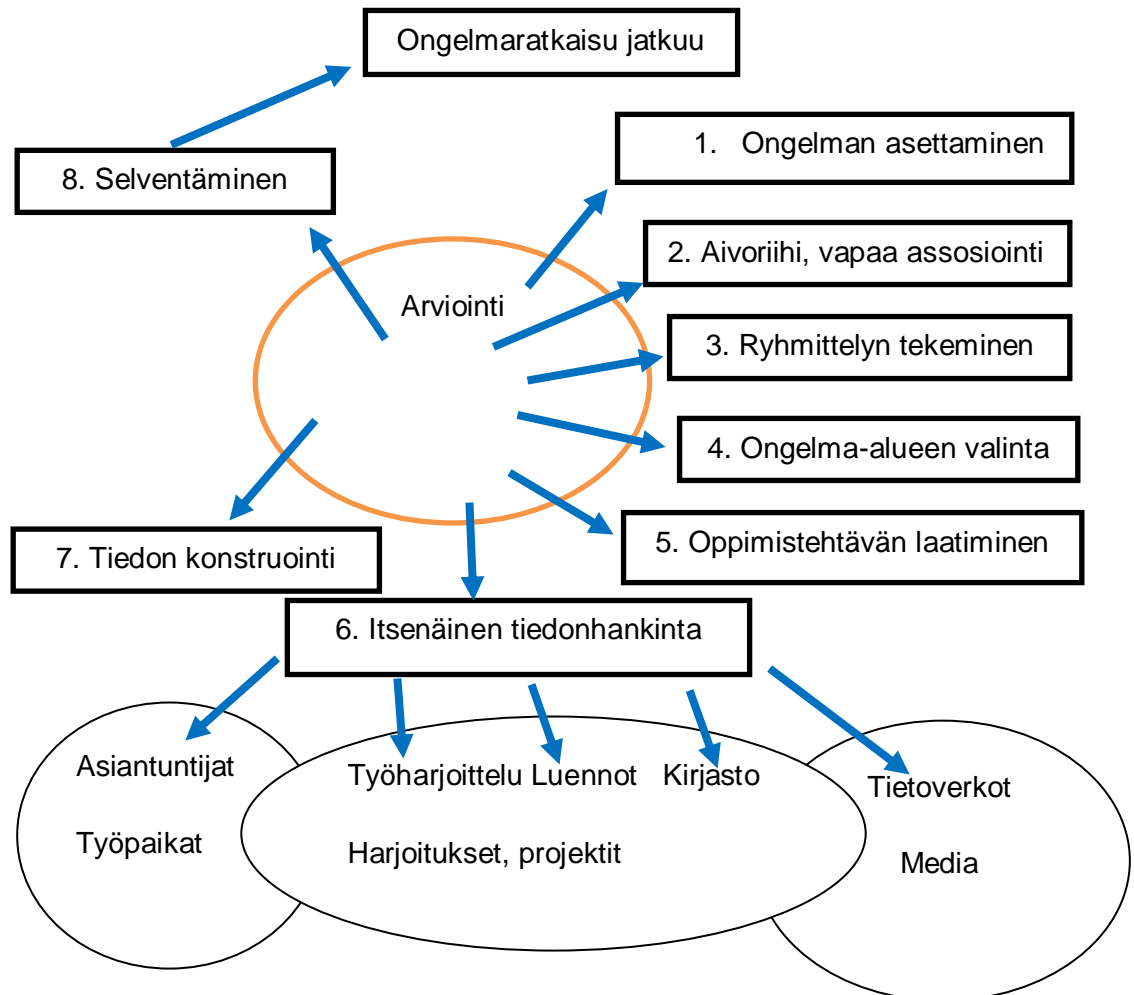 Ongelmaratkaisu jatkuu
1. Ongelman asettaminen
8. Selventäminen
2. Aivoriihi, vapaa assosiointi
Arviointi
3. Ryhmittelyn tekeminen
4. Ongelma-alueen valinta
5. Oppimistehtävän laatiminen
7. Tiedon konstruointi
6. Itsenäinen tiedonhankinta
Asiantuntijat
Työpaikat
Työharjoittelu Luennot Kirjasto
Harjoitukset, projektit
Tietoverkot
Media